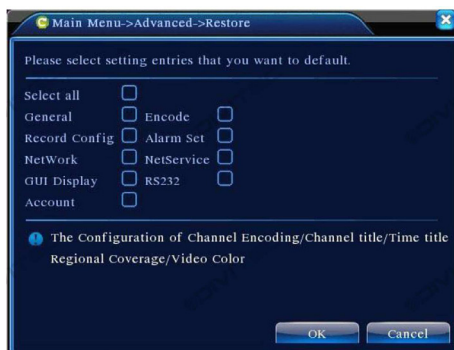 Main Menu->Advanced->Restore
Please select setting entries that you want to default.
Select all
General Encode
Record Config Alarm Set
NetWork NetService
GUI Display RS232
Account
The Configuration of Channel Encoding/Channel title/Time title
Regional Coverage/Video Color
OK Cancel